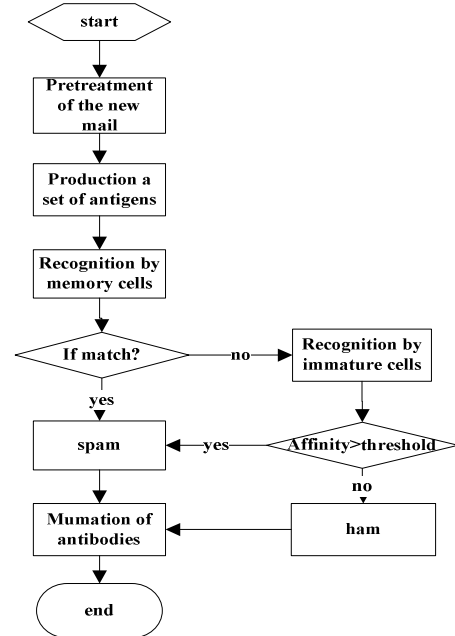 start
Pretreatment
of the new
mail
Production a
set of antigens
Recognition by
memory cells
If match?
no
Recognition by
immature cells
yes
spam
yes
Affinity>threshold
no
Mumation of
antibodies
ham
end